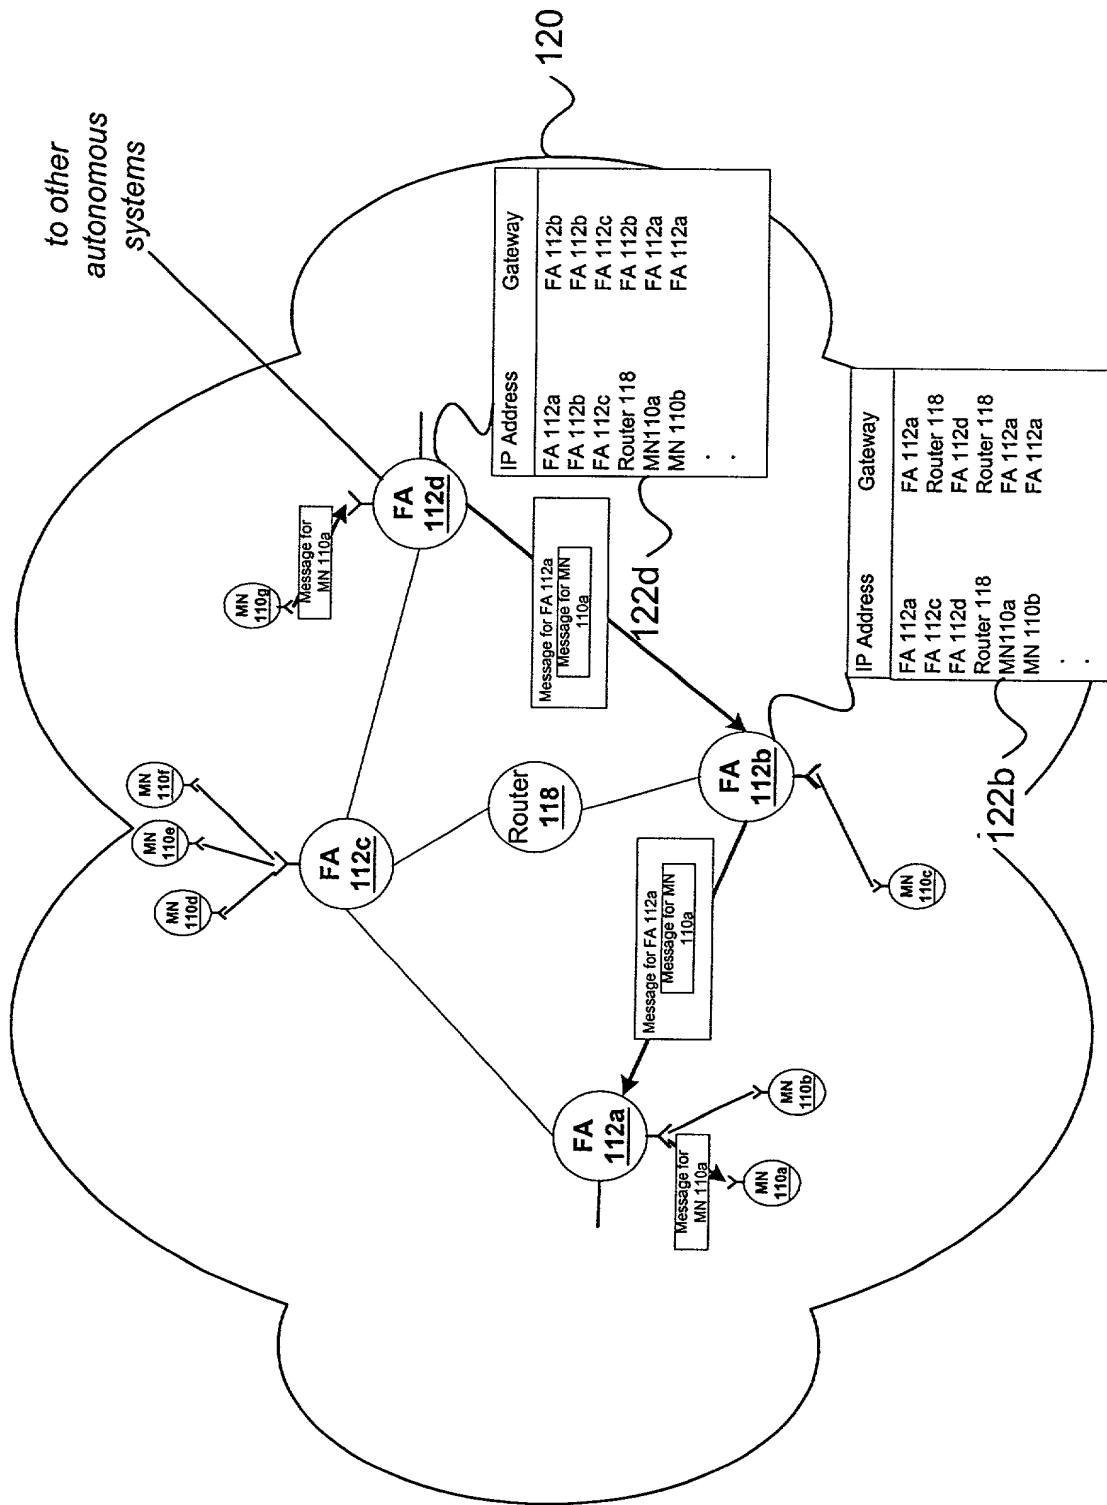 to other
autonomous
systems
120
MN
110g
Message for
MN 110a
FA
112d
IP Address Gateway
FA 112a FA 112b
FA 112b FA 112b
FA 112c FA 112c
Router 118 FA 112b
MN110a FA 112a
MN 110b FA 112a
.
.
122d
Message for FA 112a
Message for MN
110a
MN
110f
MN
110e
MN
110d
FA
112c
Router
118
FA
112b
IP Address Gateway
FA 112a FA 112a
FA 112c Router 118
FA 112d FA 112d
Router 118 Router 118
MN110a FA 112a
MN 110b FA 112a
.
.
122b
MN
110c
Message for FA 112a
Message for MN
110a
FA
112a
Message for
MN 110a
MN
110b
MN
110a